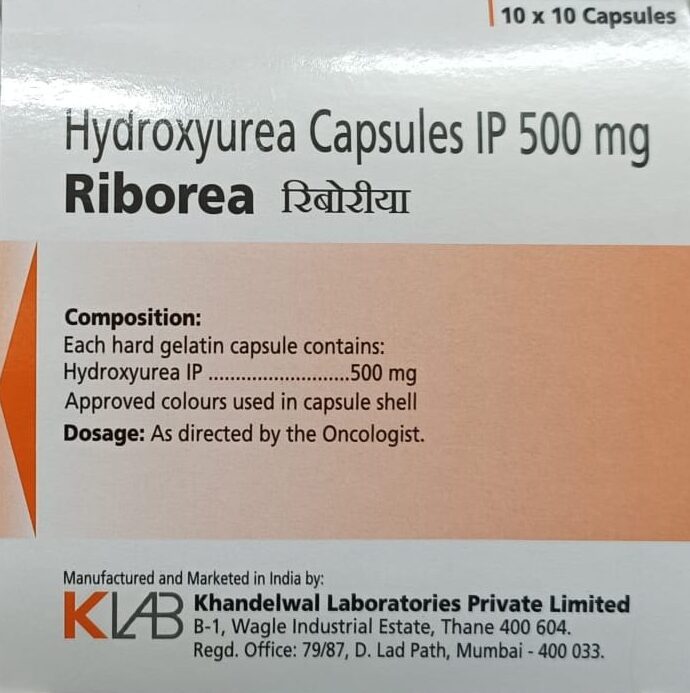 10 x 10 Capsules
Hydroxyurea Capsules IP 500 mg
Riborea रिबोरीया
Composition:
Each hard gelatin capsule contains:
Hydroxyurea IP ..........................500 mg
Approved colours used in capsule shell
Dosage: As directed by the Oncologist.
Manufactured and Marketed in India by:
KLAB Khandelwal Laboratories Private Limited
B-1, Wagle Industrial Estate, Thane 400 604.
Regd. Office: 79/87, D. Lad Path, Mumbai - 400 033.